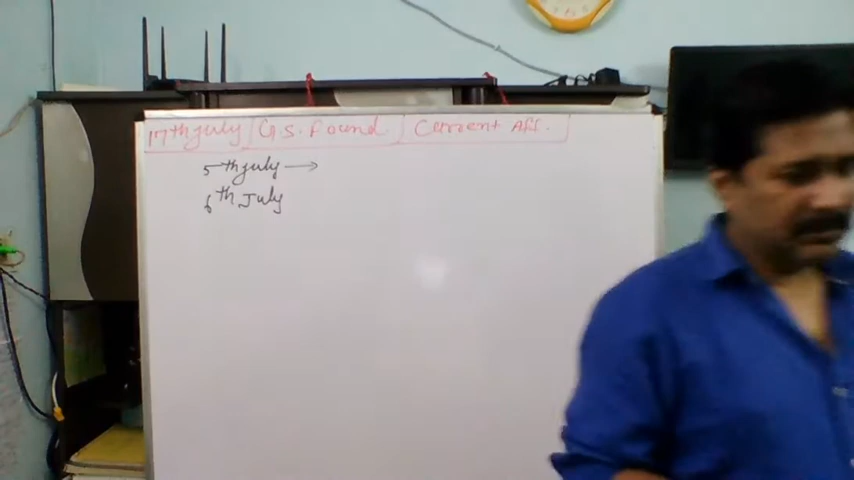 17th july | G.S. Found | Current Aff.
5th july →
6th July